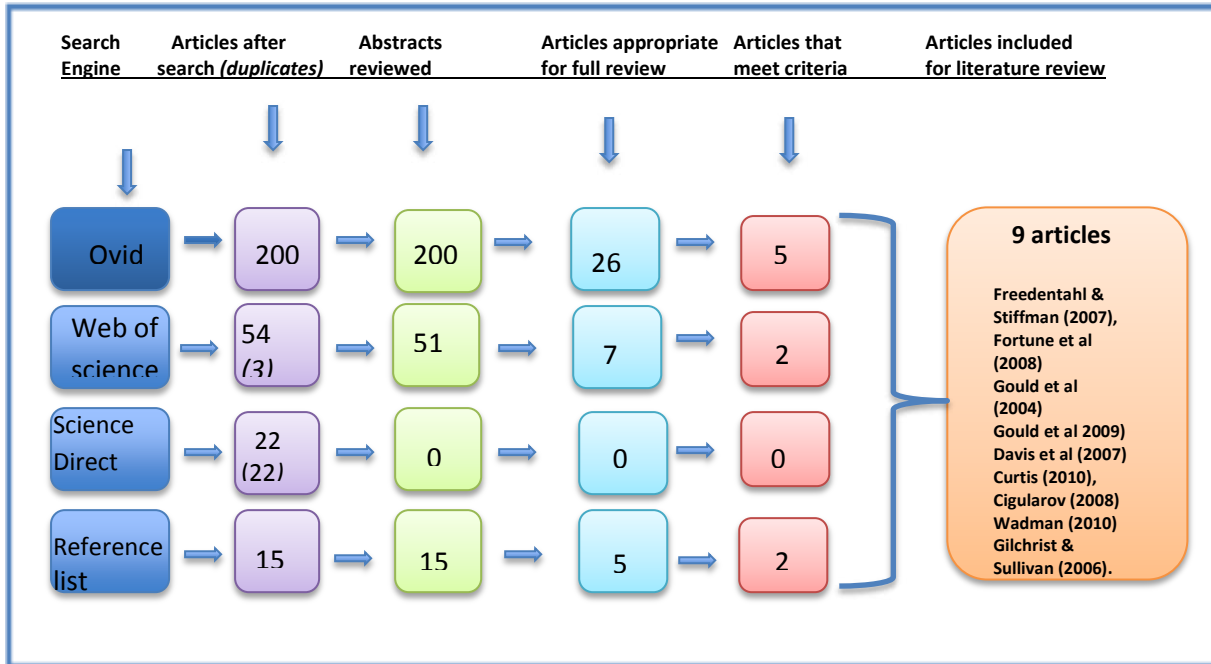 Search Engine
Articles after search (duplicates)
Abstracts reviewed
Articles appropriate for full review
Articles that meet criteria
Articles included for literature review
Ovid
200
200
26
5
Web of science
54
(3)
51
7
2
Science Direct
22
(22)
0
0
0
Reference list
15
15
5
2
9 articles
Freedentahl &
Stiffman (2007),
Fortune et al
(2008)
Gould et al
(2004)
Gould et al 2009)
Davis et al (2007)
Curtis (2010),
Cigularov (2008)
Wadman (2010)
Gilchrist &
Sullivan (2006).